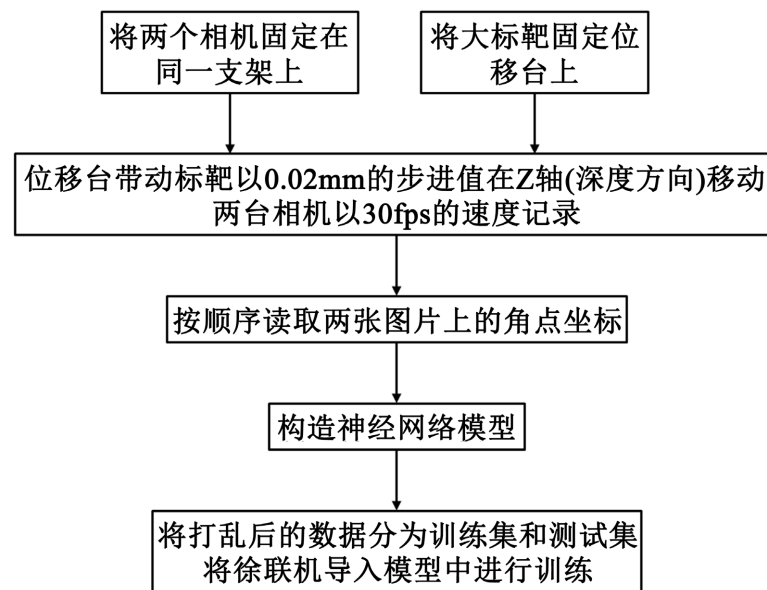 将两个相机固定在
同一支架上
将大标靶固定位
移台上
位移台带动标靶以0.02mm的步进值在Z轴(深度方向)移动
两台相机以30fps的速度记录
按顺序读取两张图片上的角点坐标
构造神经网络模型
将打乱后的数据分为训练集和测试集
将徐联机导入模型中进行训练